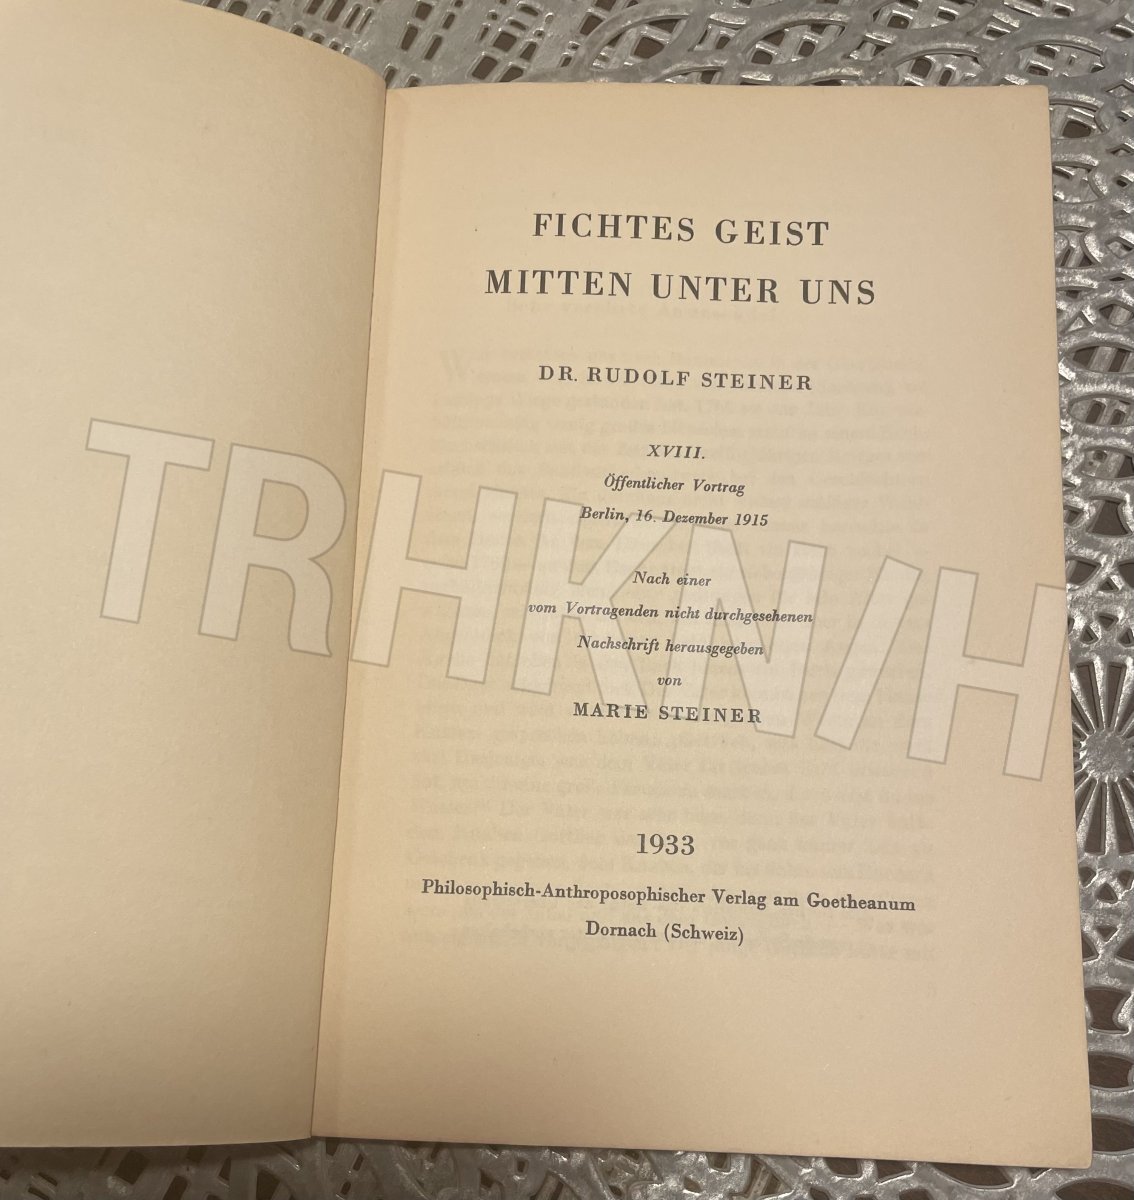 FICHTES GEIST
MITTEN UNTER UNS
DR. RUDOLF STEINER
XVIII.
Öffentlicher Vortrag
Berlin, 16. Dezember 1915
Nach einer
vom Vortragenden nicht durchgesehenen
Nachschrift herausgegeben
von
MARIE STEINER
1933
Philosophisch-Anthroposophischer Verlag am Goetheanum
Dornach (Schweiz)
TRHKN/H